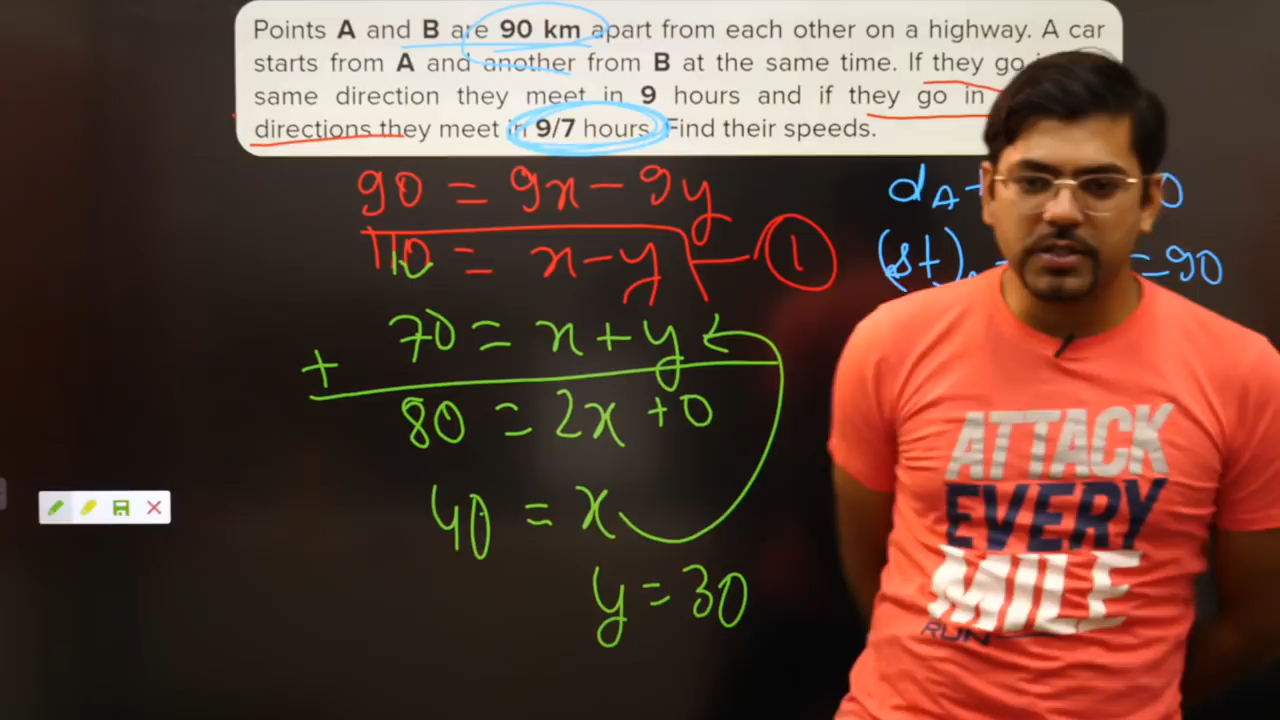 Points A and B are 90 km apart from each other on a highway. A car
starts from A and another from B at the same time. If they go
same direction they meet in 9 hours and if they go in
directions they meet in 9/7 hours. Find their speeds.
90 = 9x - 9y
10 = x - y ①
70 = x + y
+
80 = 2x + 0
40 = x
y = 30
dA
(st) = 90
ATTACK
EVERY
MILE
RUN